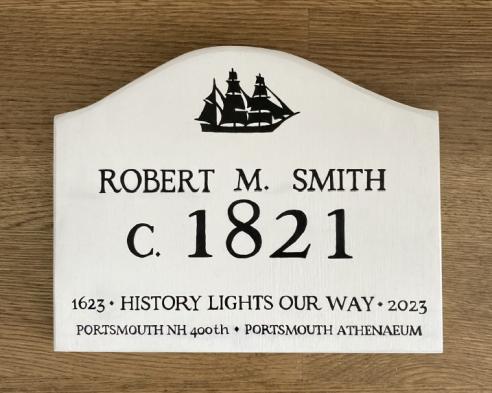 ROBERT M. SMITH
C. 1821
1623 • HISTORY LIGHTS OUR WAY • 2023
PORTSMOUTH NH 400th • PORTSMOUTH ATHENAEUM